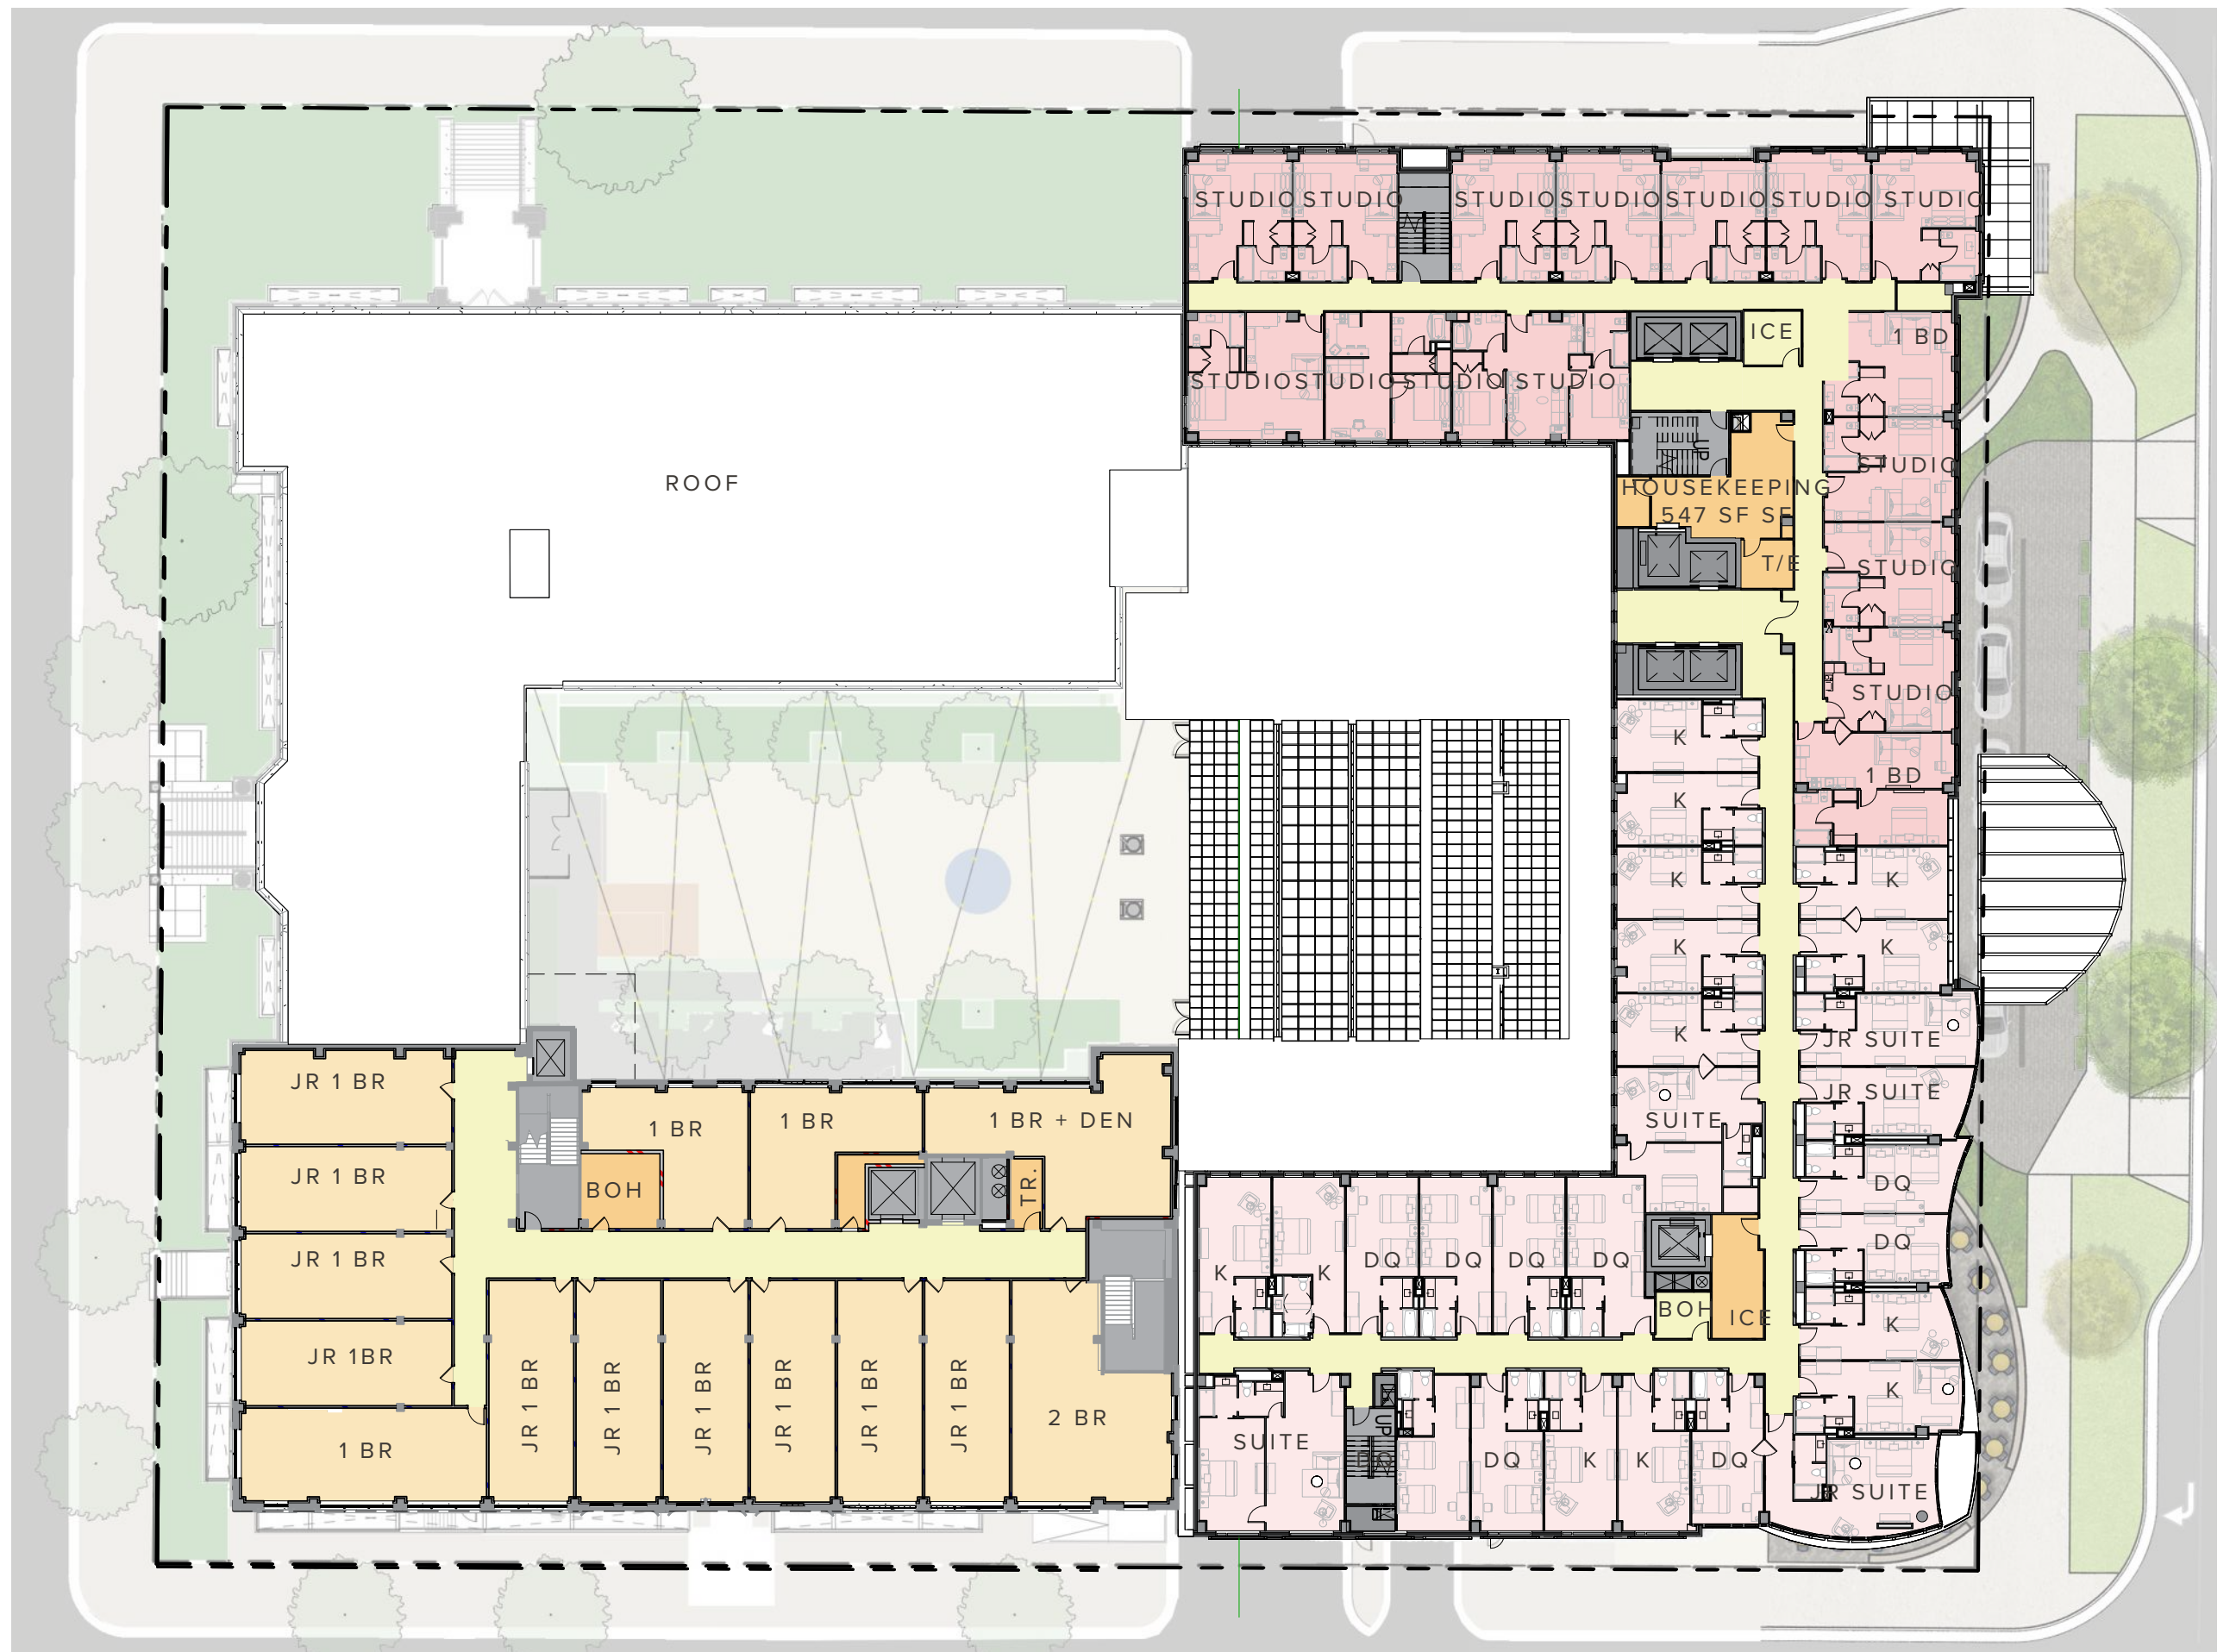 STUDIO STUDIO STUDIO STUDIO STUDIO STUDIO STUDIO
ICE
1 BD
STUDIO STUDIO STUDIO STUDIO
UP
STUDIO
ROOF
HOUSEKEEPING
547 SF SF
T/E
STUDIO
STUDIO
K
1 BD
K
K
K
K
K
K
JR SUITE
JR SUITE
SUITE
DQ
DQ
K
K
JR SUITE
JR 1 BR
JR 1 BR
JR 1 BR
JR 1BR
1 BR
1 BR
1 BR
1 BR + DEN
BOH
TR.
JR 1 BR
JR 1 BR
JR 1 BR
JR 1 BR
JR 1 BR
JR 1 BR
2 BR
K
K
DQ
DQ
DQ
DQ
BOH
ICE
SUITE
UP
DQ
DQ
K
K
DQ